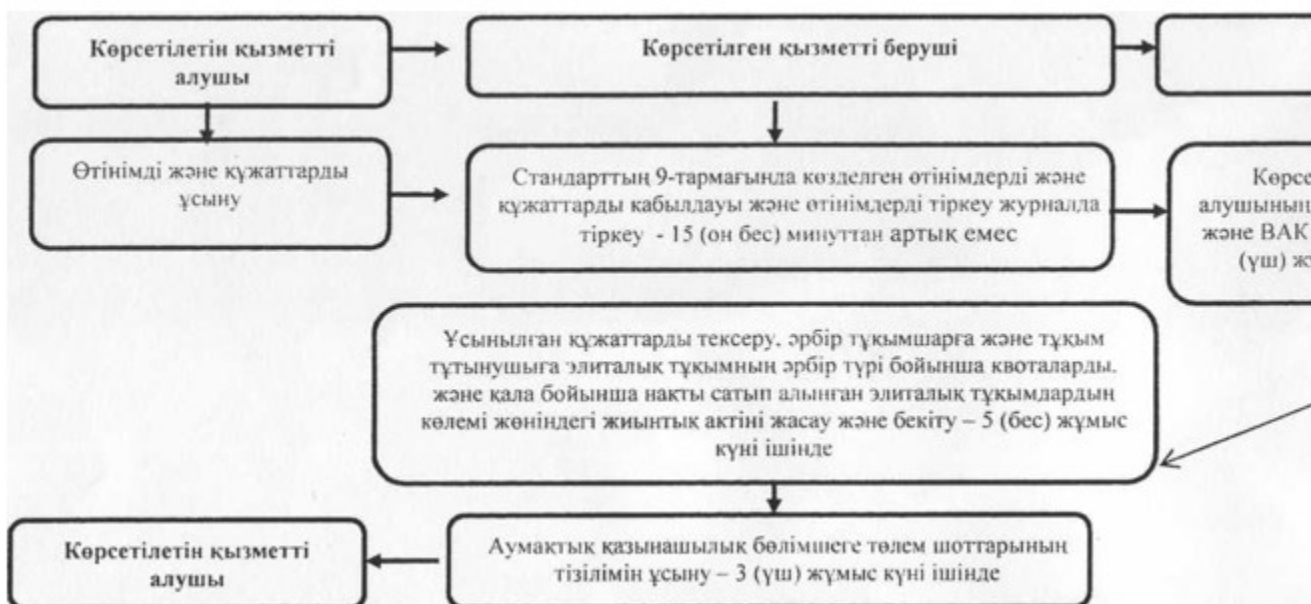 Көрсетілетін қызметті
алушы
Көрсетілген қызметті беруші
Өтінімді және құжаттарды
ұсыну
Стандарттың 9-тармағында көзделген өтінімдерді және
құжаттарды кабылдауы және өтінімдерді тіркеу журналда
тіркеу - 15 (он бес) минуттан артық емес
Көрсе
алушының
және ВАК
(үш) жұ
Ұсынылған құжаттарды тексеру, әрбір тұқымшарға және тұқым
тұтынушыға элиталық тұқымның әрбір түрі бойынша квоталарды,
және қала бойынша нақты сатып алынған элиталық тұқымдардың
көлемі жөніндегі жиынтық актіні жасау және бекіту – 5 (бес) жұмыс
күні ішінде
Аумақтық қазынашылық бөлімшеге төлем шоттарының
тізілімін ұсыну – 3 (үш) жұмыс күні ішінде
Көрсетілетін қызметті
алушы